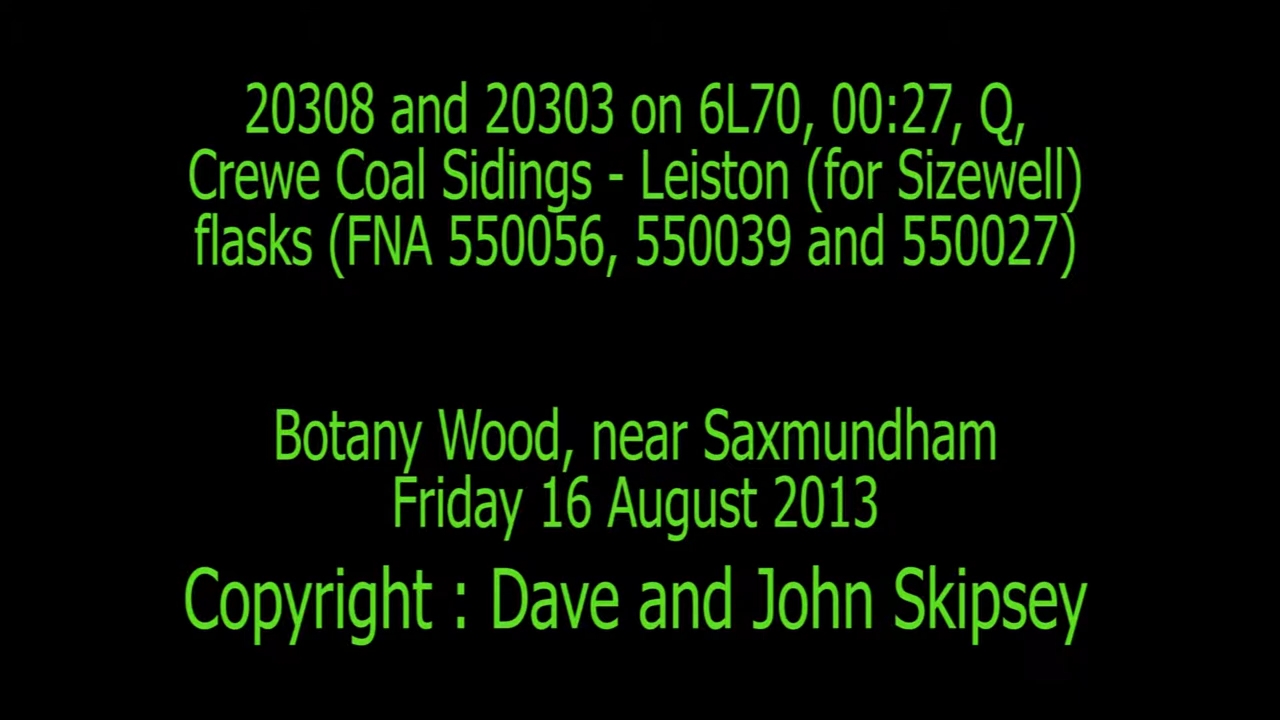 20308 and 20303 on 6L70, 00:27, Q,
Crewe Coal Sidings - Leiston (for Sizewell)
flasks (FNA 550056, 550039 and 550027)
Botany Wood, near Saxmundham
Friday 16 August 2013
Copyright : Dave and John Skipsey